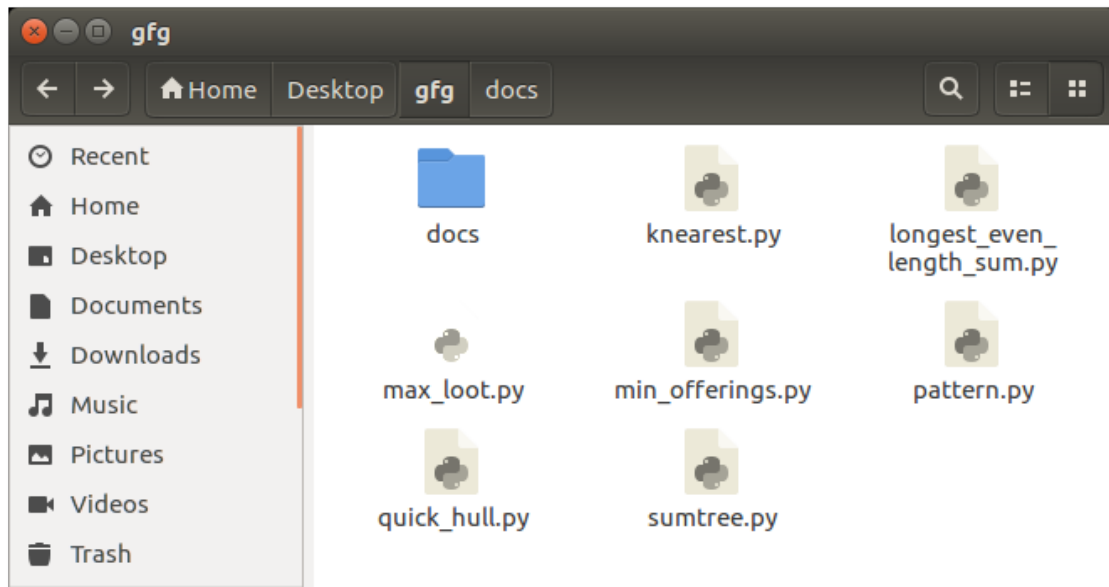 gfg
Home Desktop gfg docs
Recent
Home
Desktop
Documents
Downloads
Music
Pictures
Videos
Trash
docs knearest.py longest_even_
length_sum.py
max_loot.py min_offerings.py pattern.py
quick_hull.py sumtree.py